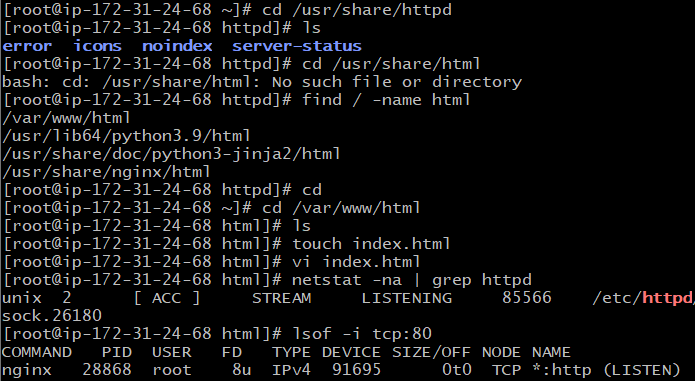 [root@ip-172-31-24-68 ~]# cd /usr/share/httpd
[root@ip-172-31-24-68 httpd]# ls
error  icons  noindex  server-status
[root@ip-172-31-24-68 httpd]# cd /usr/share/html
bash: cd: /usr/share/html: No such file or directory
[root@ip-172-31-24-68 httpd]# find / -name html
/var/www/html
/usr/lib64/python3.9/html
/usr/share/doc/python3-jinja2/html
/usr/share/nginx/html
[root@ip-172-31-24-68 httpd]# cd
[root@ip-172-31-24-68 ~]# cd /var/www/html
[root@ip-172-31-24-68 html]# ls
[root@ip-172-31-24-68 html]# touch index.html
[root@ip-172-31-24-68 html]# vi index.html
[root@ip-172-31-24-68 html]# netstat -na | grep httpd
unix  2      [ ACC ]     STREAM     LISTENING     85566    /etc/httpd/
sock.26180
[root@ip-172-31-24-68 html]# lsof -i tcp:80
COMMAND   PID USER   FD   TYPE DEVICE SIZE/OFF NODE NAME
nginx   28868 root    8u  IPv4  91695      0t0  TCP *:http (LISTEN)